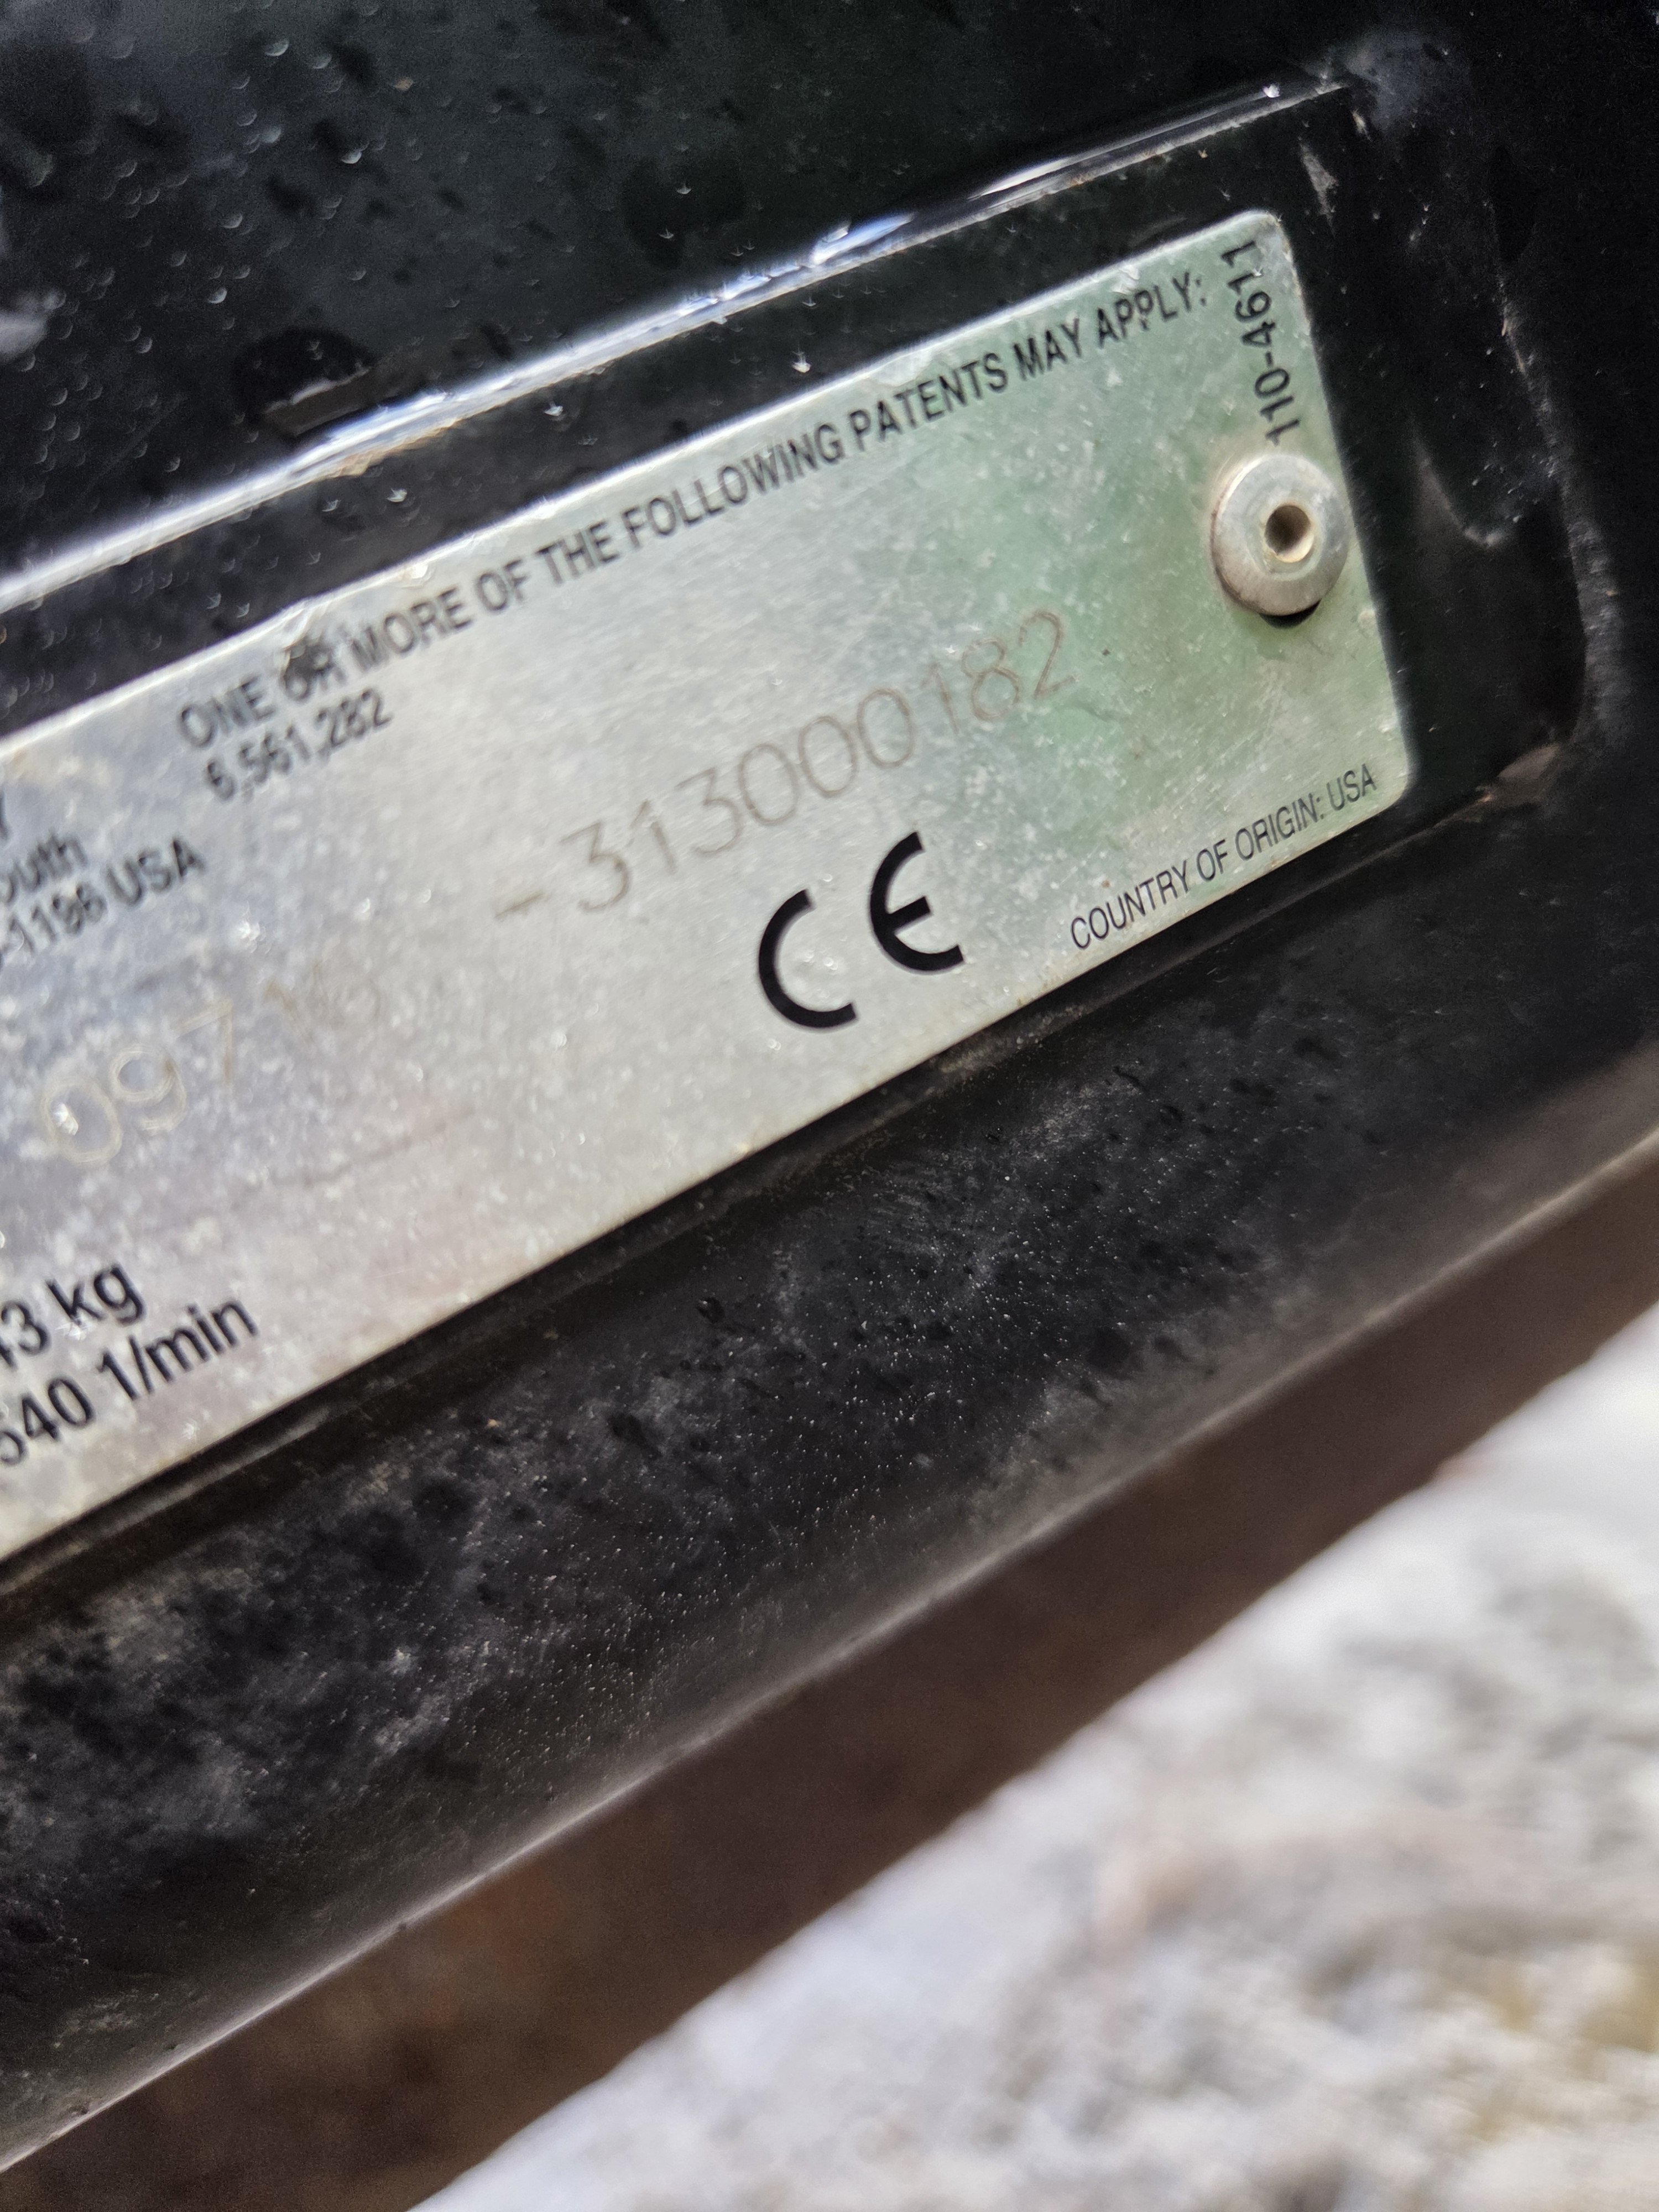 ONE OR MORE OF THE FOLLOWING PATENTS MAY APPLY:
6,561,282
110-4611
outh
-1196 USA
-313000182
CE
COUNTRY OF ORIGIN: USA
43 kg
540 1/min